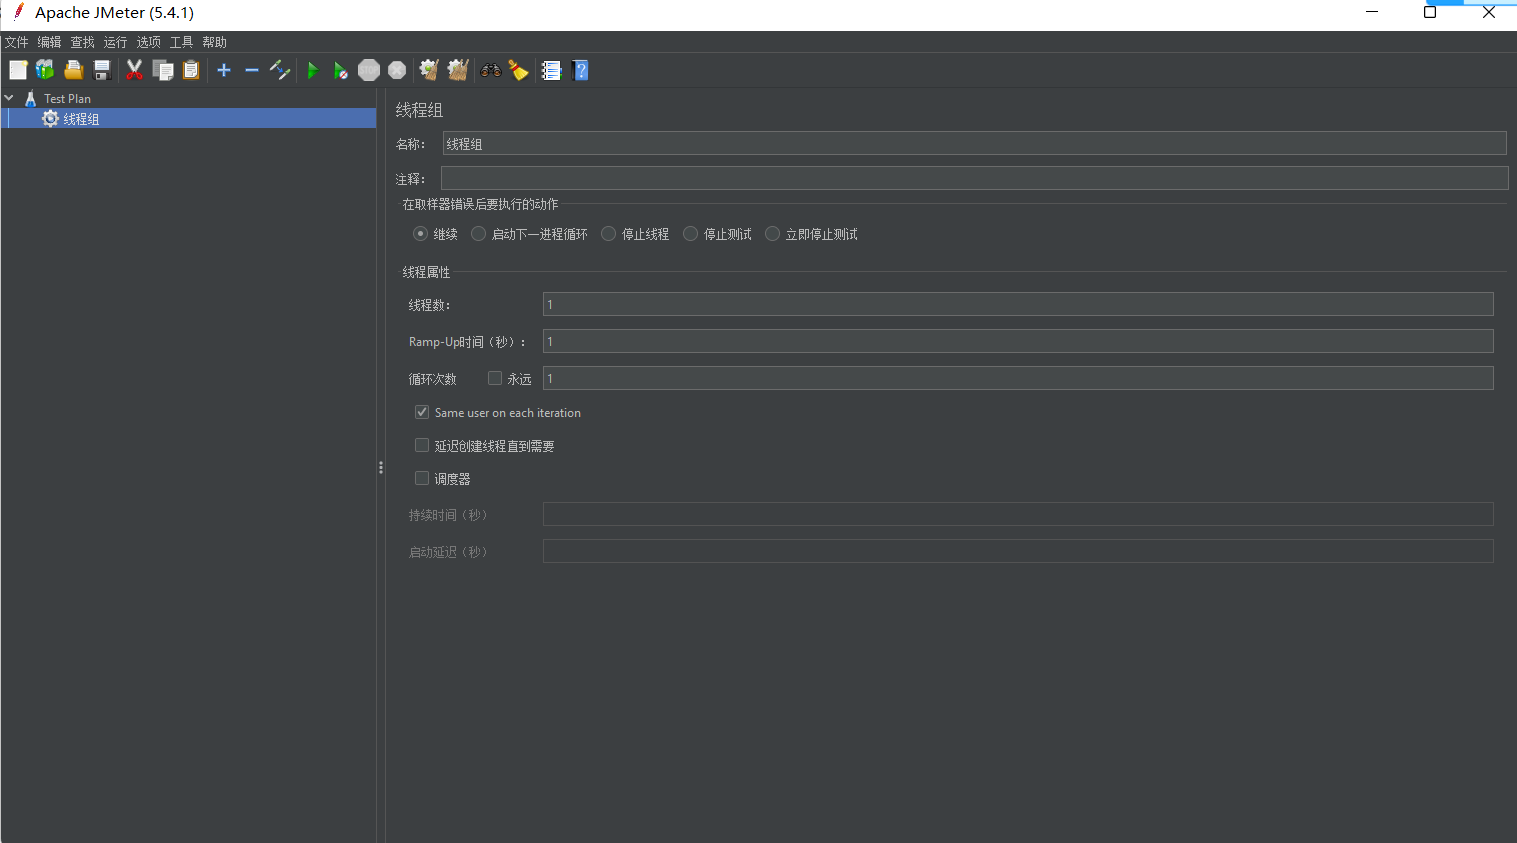 Apache JMeter (5.4.1)
文件 编辑 查找 运行 选项 工具 帮助
STOP
Test Plan
线程组
线程组
名称： 线程组
注释：
在取样器错误后要执行的动作
继续 启动下一进程循环 停止线程 停止测试 立即停止测试
线程属性
线程数： 1
Ramp-Up时间（秒）： 1
循环次数 永远 1
Same user on each iteration
延迟创建线程直到需要
调度器
持续时间（秒）
启动延迟（秒）